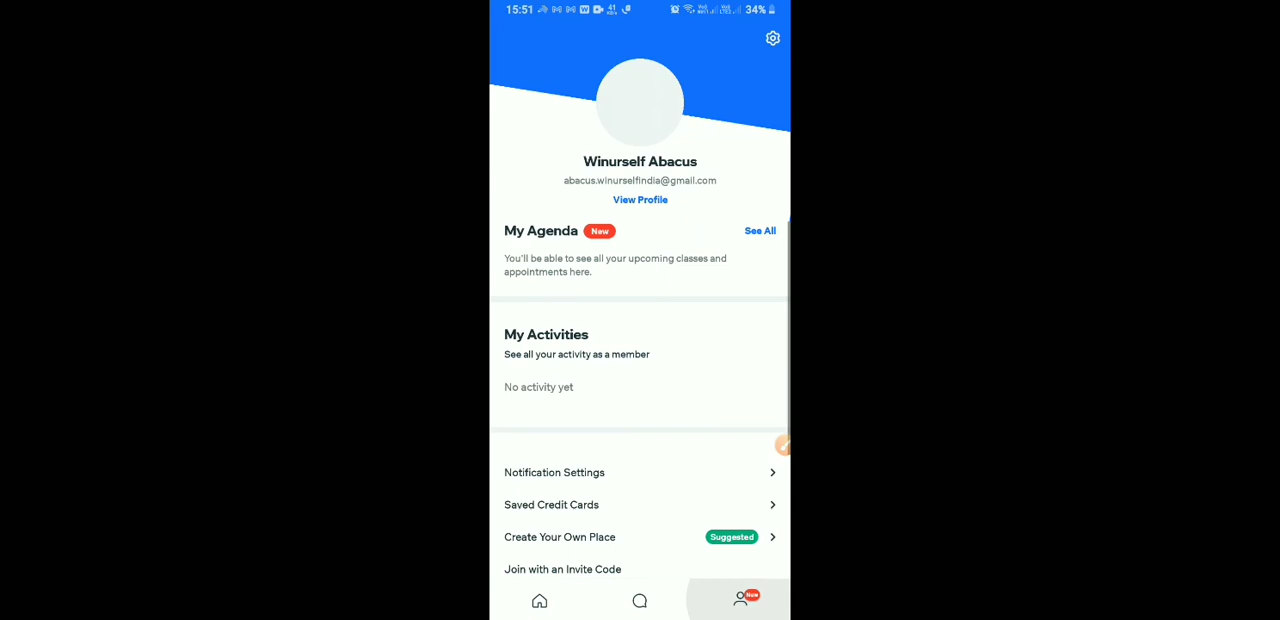 15:51 41 KB/s 34%
Winurself Abacus
abacus.winurselfindia@gmail.com
View Profile
My Agenda New See All
You'll be able to see all your upcoming classes and
appointments here.
My Activities
See all your activity as a member
No activity yet
Notification Settings
Saved Credit Cards
Create Your Own Place Suggested
Join with an Invite Code
New